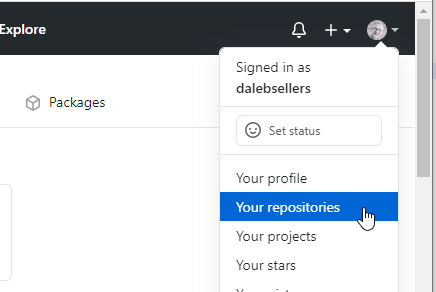 Explore
Signed in as
dalebsellers
Packages
Set status
Your profile
Your repositories
Your projects
Your stars